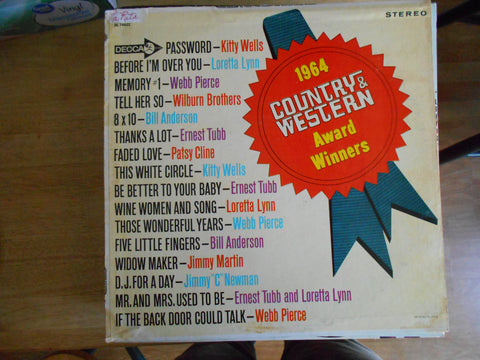 STEREO
DECCA
PASSWORD – Kitty Wells
BEFORE I'M OVER YOU – Loretta Lynn
MEMORY #1 – Webb Pierce
TELL HER SO – Wilburn Brothers
8 x 10 – Bill Anderson
THANKS A LOT – Ernest Tubb
FADED LOVE – Patsy Cline
THIS WHITE CIRCLE – Kitty Wells
BE BETTER TO YOUR BABY – Ernest Tubb
WINE WOMEN AND SONG – Loretta Lynn
THOSE WONDERFUL YEARS – Webb Pierce
FIVE LITTLE FINGERS – Bill Anderson
WIDOW MAKER – Jimmy Martin
D.J. FOR A DAY – Jimmy "C" Newman
MR. AND MRS. USED TO BE – Ernest Tubb and Loretta Lynn
IF THE BACK DOOR COULD TALK – Webb Pierce
1964
COUNTRY &
WESTERN
Award
Winners
Vinyl